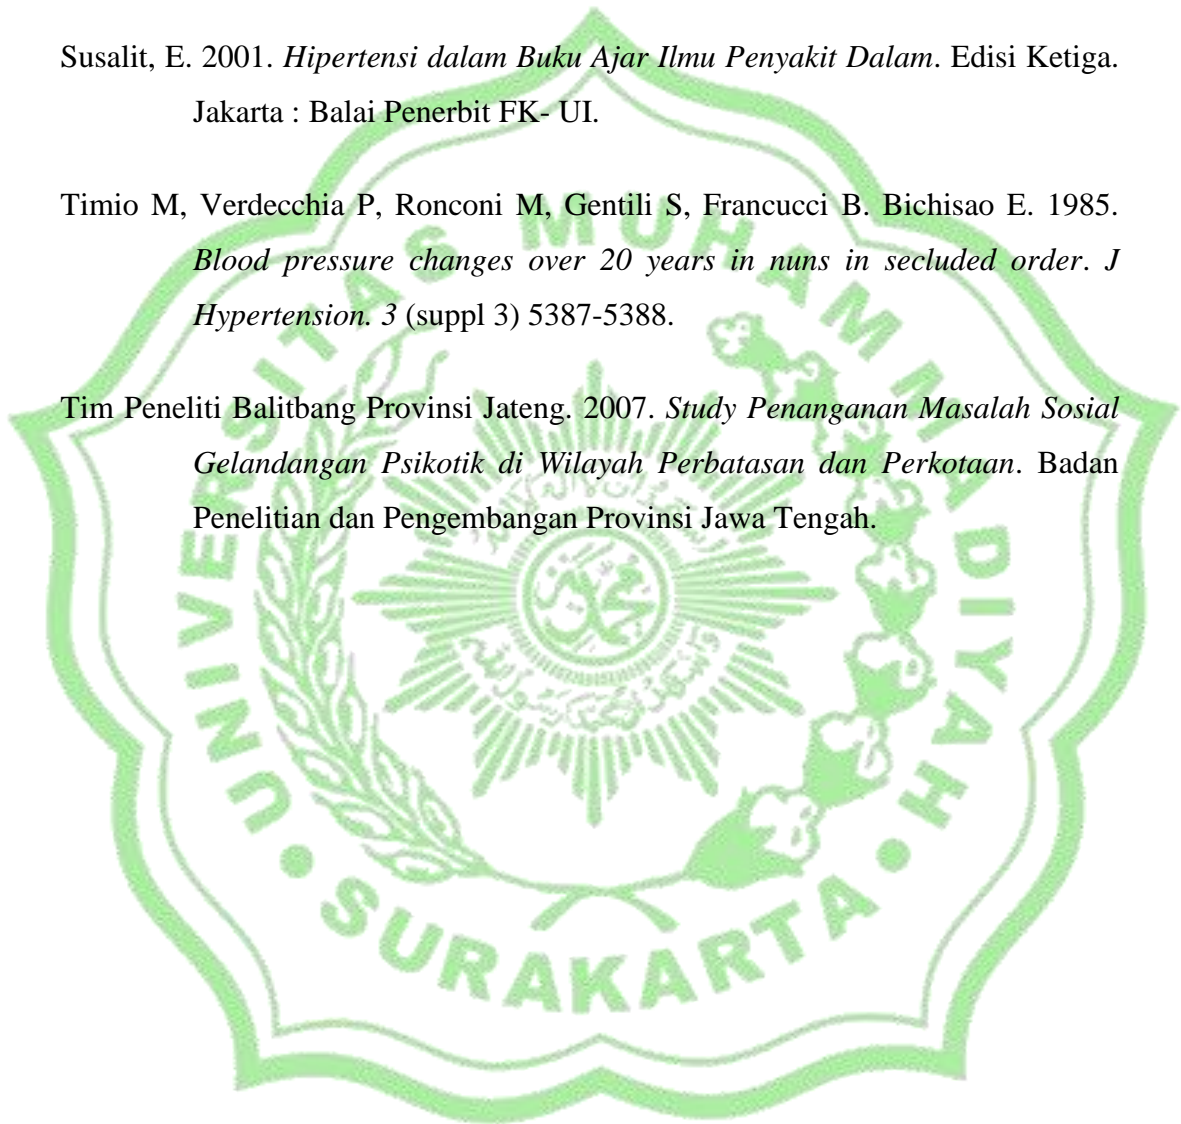 Susalit, E. 2001. Hipertensi dalam Buku Ajar Ilmu Penyakit Dalam. Edisi Ketiga.
Jakarta : Balai Penerbit FK- UI.
Timio M, Verdecchia P, Ronconi M, Gentili S, Francucci B. Bichisao E. 1985.
Blood pressure changes over 20 years in nuns in secluded order. J
Hypertension. 3 (suppl 3) 5387-5388.
Tim Peneliti Balitbang Provinsi Jateng. 2007. Study Penanganan Masalah Sosial
Gelandangan Psikotik di Wilayah Perbatasan dan Perkotaan. Badan
Penelitian dan Pengembangan Provinsi Jawa Tengah.
UNIVERSITAS MUHAMMADIYAH
SURAKARTA